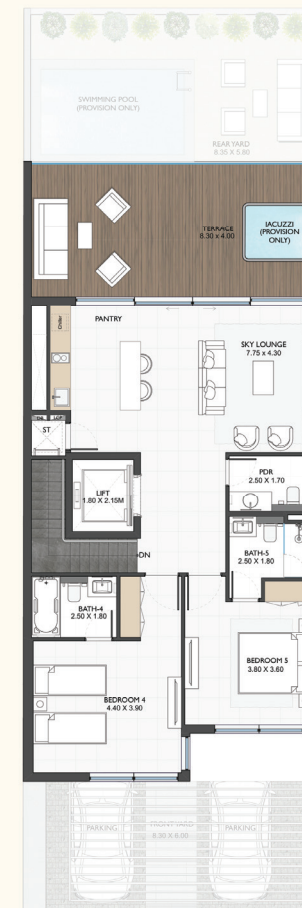 SWIMMING POOL
(PROVISION ONLY)
REAR YARD
8.30 X 5.80
TERRACE
8.30 x 4.00
JACUZZI
(PROVISION
ONLY)
PANTRY
Chiller
SKY LOUNGE
7.75 x 4.30
ST
LIFT
1.80 X 2.15M
PDR
2.50 X 1.70
DN
BATH-5
2.50 X 1.80
BATH-4
2.50 X 1.80
BEDROOM 5
3.80 X 3.60
BEDROOM 4
4.40 X 3.90
PARKING
FRONT YARD
8.30 X 6.00
PARKING